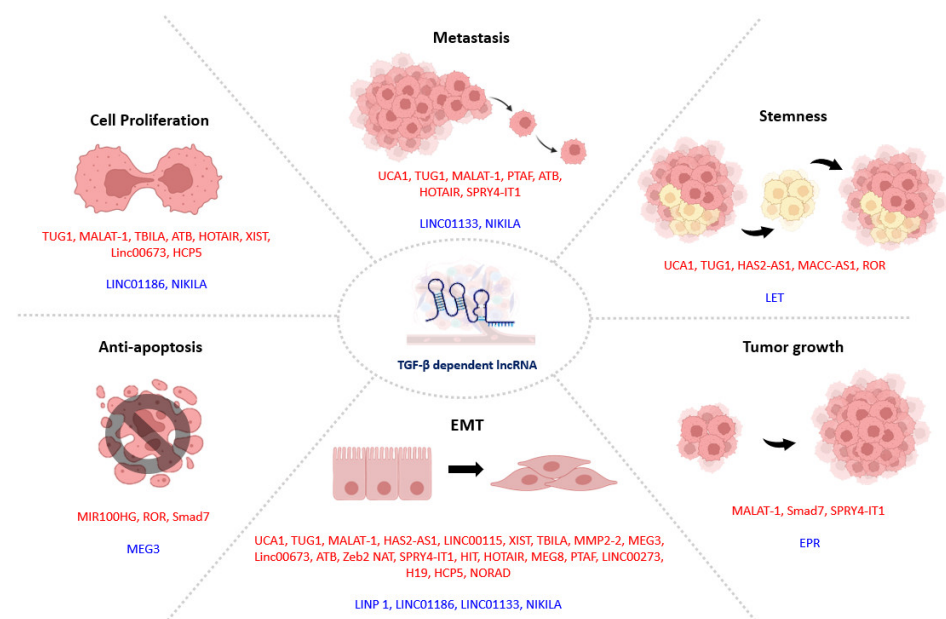 Metastasis
UCA1, TUG1, MALAT-1, PTAF, ATB,
HOTAIR, SPRY4-IT1
LINC01133, NIKILA
Cell Proliferation
TUG1, MALAT-1, TBILA, ATB, HOTAIR, XIST,
Linc00673, HCP5
LINC01186, NIKILA
Stemness
UCA1, TUG1, HAS2-AS1, MACC-AS1, ROR
LET
TGF-β dependent lncRNA
Anti-apoptosis
MIR100HG, ROR, Smad7
MEG3
EMT
UCA1, TUG1, MALAT-1, HAS2-AS1, LINC00115, XIST, TBILA, MMP2-2, MEG3,
Linc00673, ATB, Zeb2 NAT, SPRY4-IT1, HIT, HOTAIR, MEG8, PTAF, LINC00273,
H19, HCP5, NORAD
LINP 1, LINC01186, LINC01133, NIKILA
Tumor growth
MALAT-1, Smad7, SPRY4-IT1
EPR